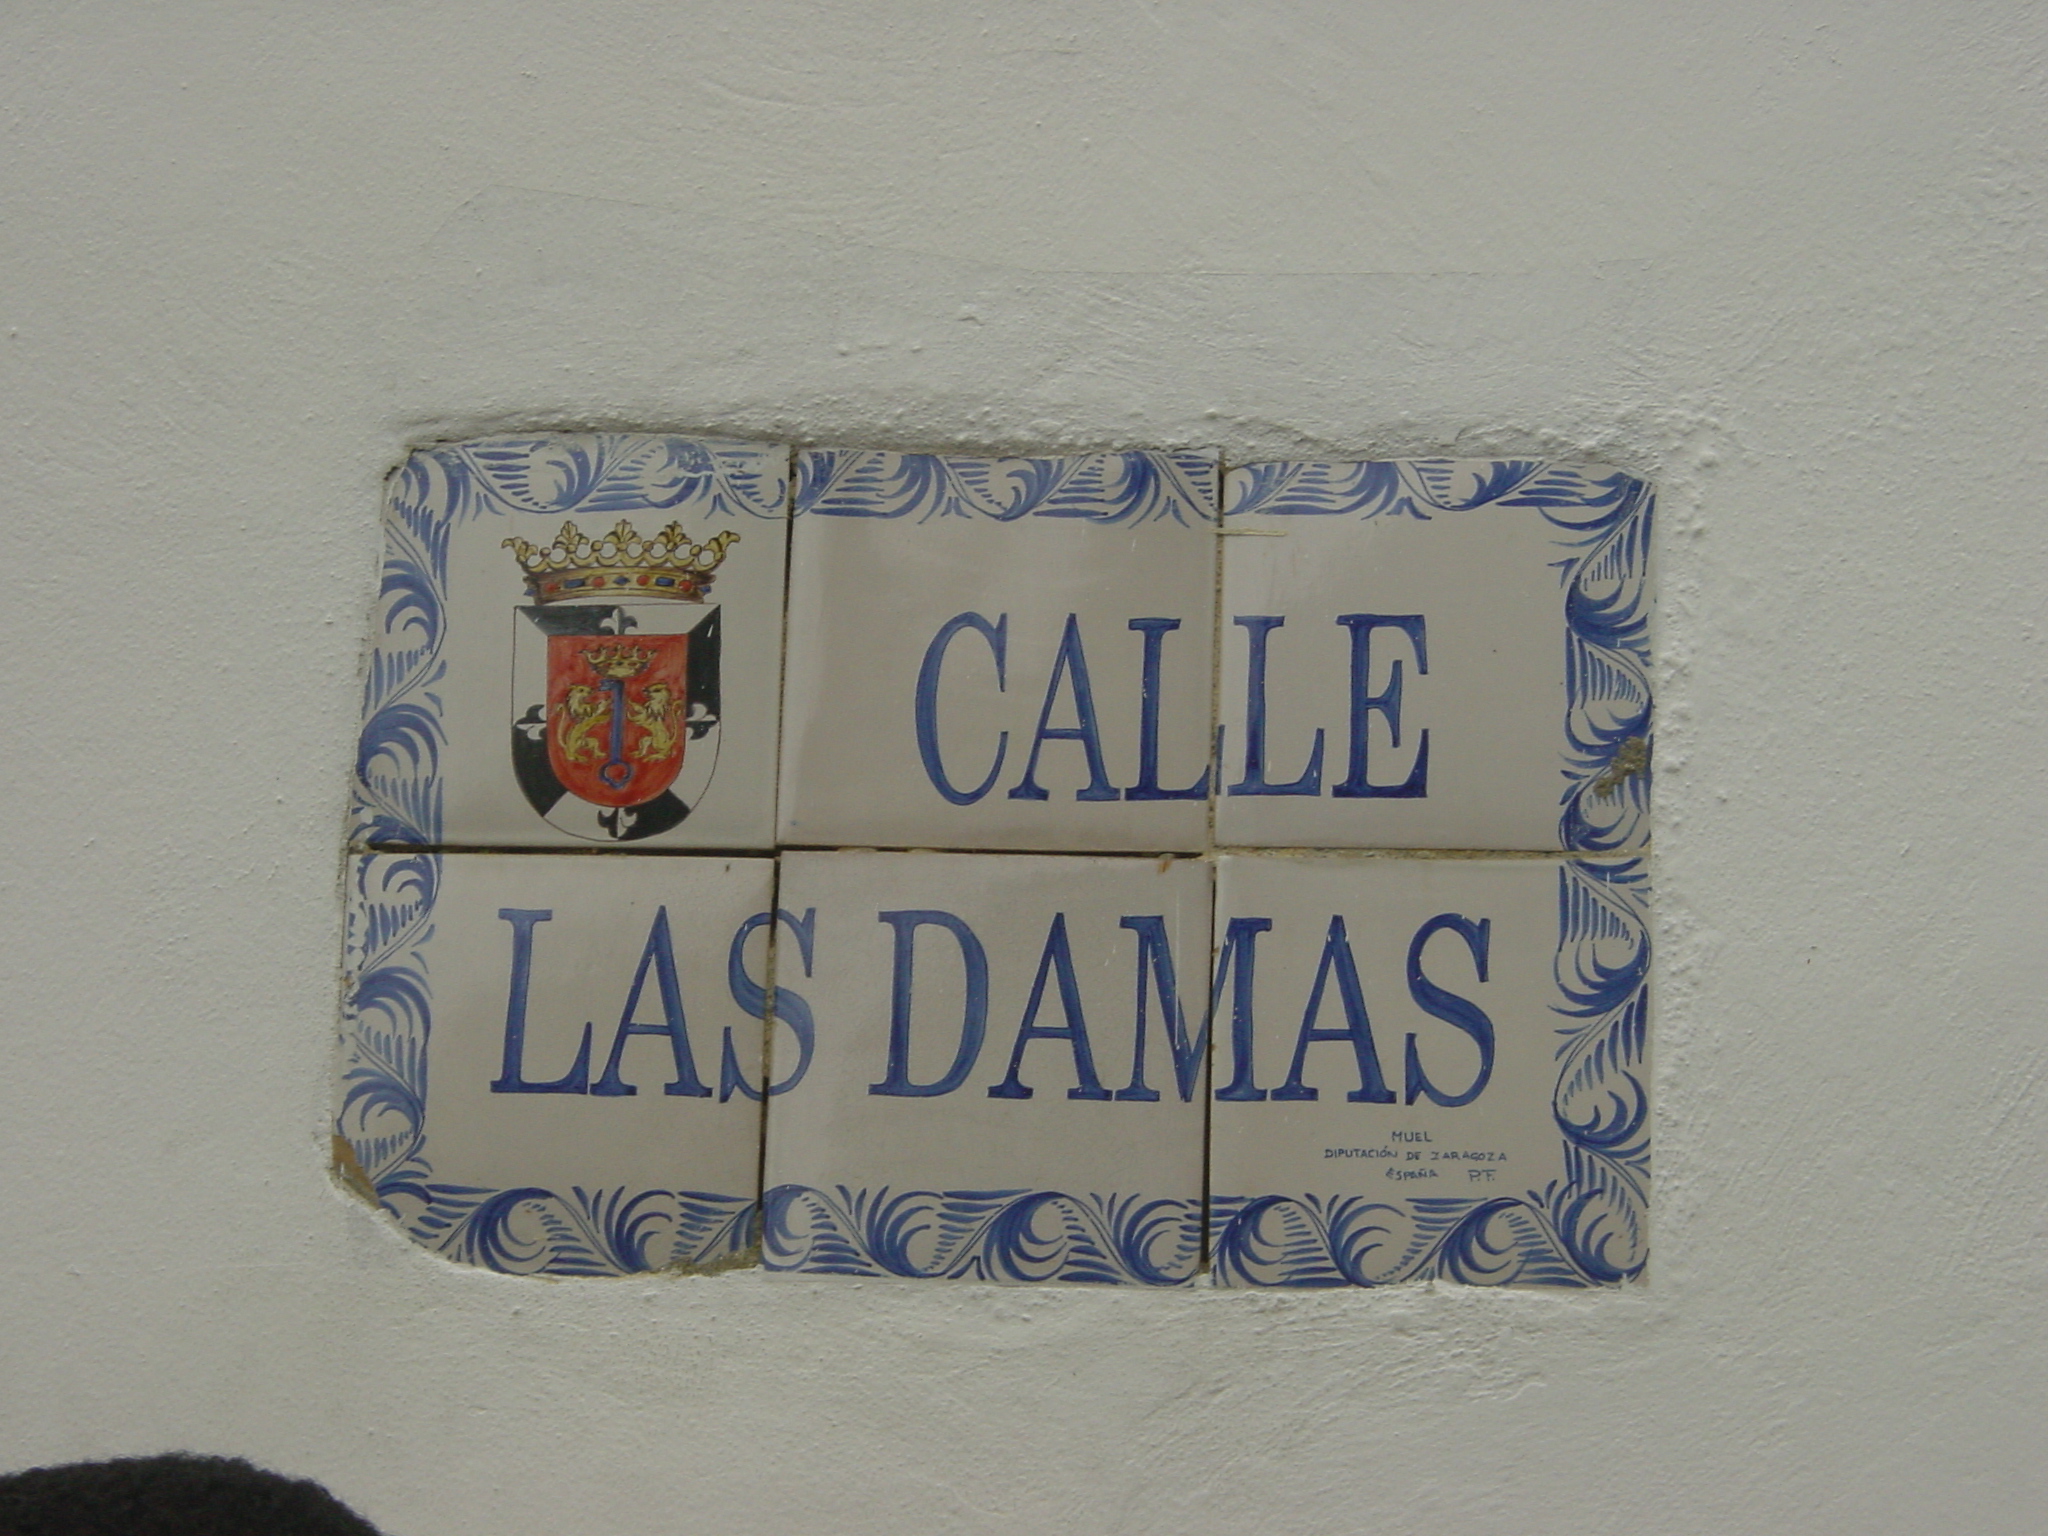 CALLE
LAS DAMAS
MUEL
DIPUTACIÓN DE ZARAGOZA
ESPAÑA P.F.